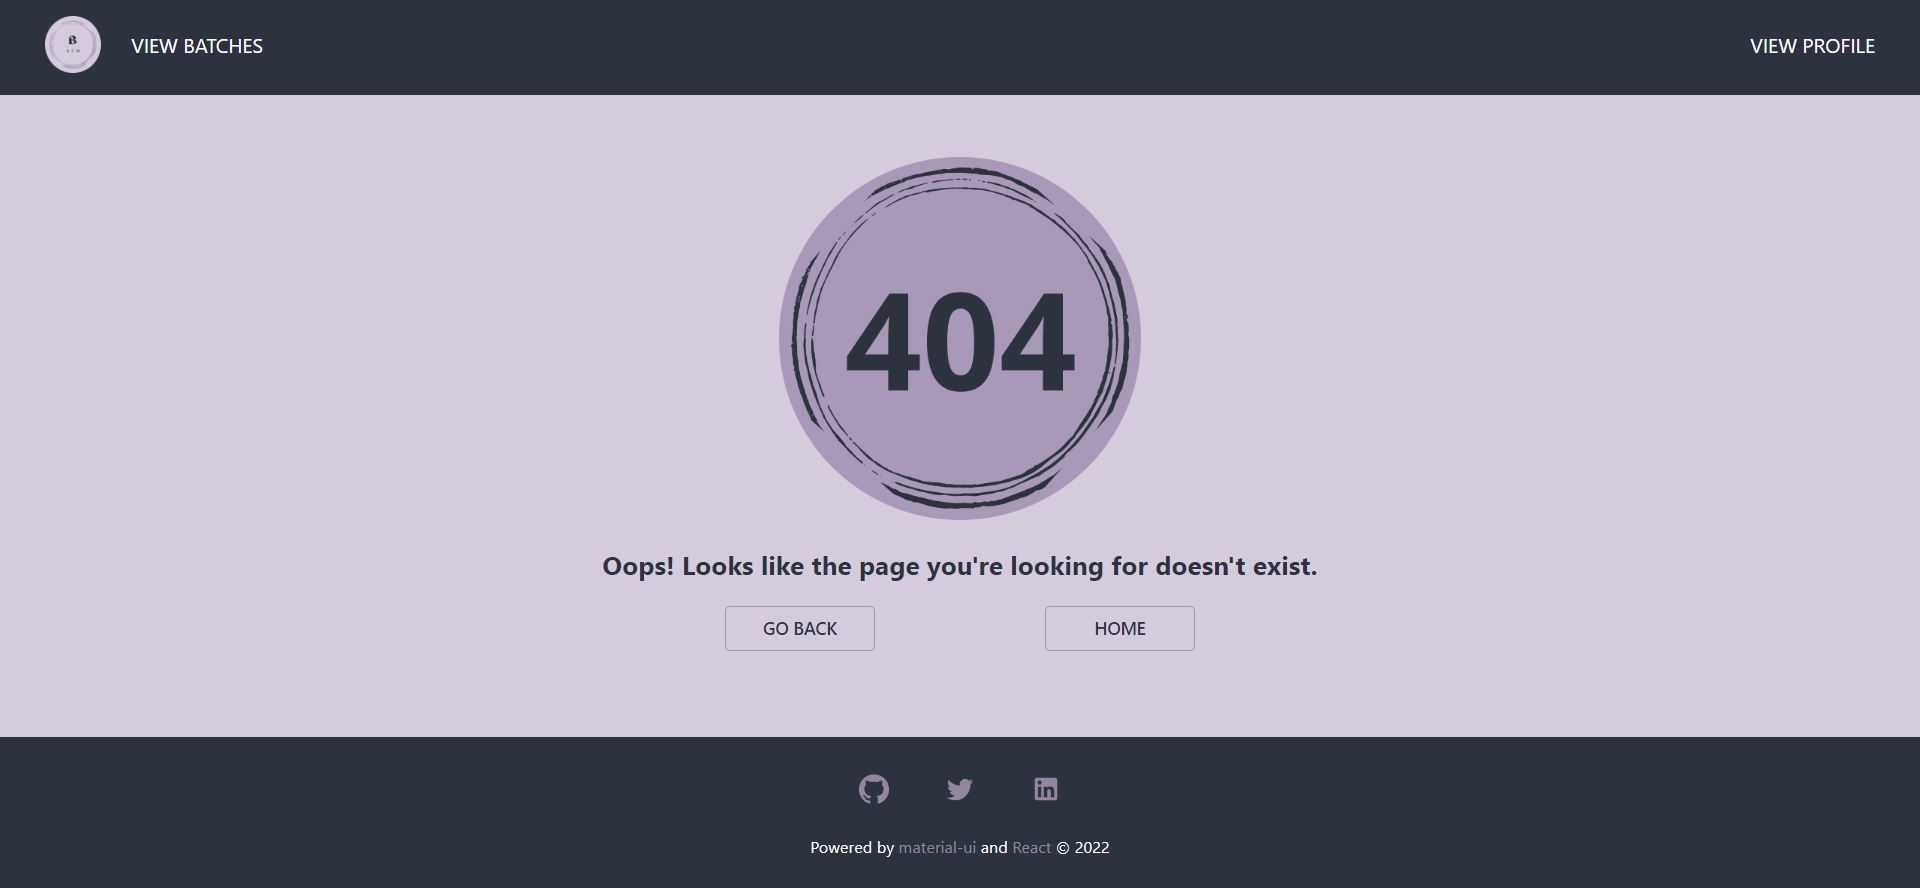 B
VIEW BATCHES
VIEW PROFILE
404
Oops! Looks like the page you're looking for doesn't exist.
GO BACK
HOME
Powered by material-ui and React © 2022